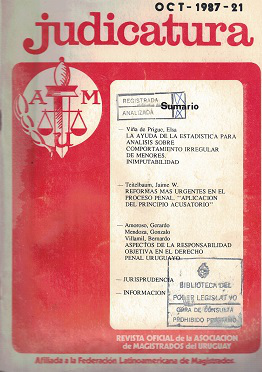 OCT-1987-21
judicatura
A M
U
REGISTRADA
ANALIZADA
Sumario
— Viña de Prigue, Elsa
LA AYUDA DE LA ESTADISTICA PARA
ANALISIS SOBRE
COMPORTAMIENTO IRREGULAR
DE MENORES.
INIMPUTABILIDAD
— Teitelbaum, Jaime W.
REFORMAS MAS URGENTES EN EL
PROCESO PENAL. "APLICACION
DEL PRINCIPIO ACUSATORIO"
— Amoroso, Gerardo
Mendoza, Gonzalo
Villamil, Bernardo
ASPECTOS DE LA RESPONSABILIDAD
OBJETIVA EN EL DERECHO
PENAL URUGUAYO
— JURISPRUDENCIA
— INFORMACION
BIBLIOTECA DEL
PODER LEGISLATIVO
OBRA DE CONSULTA
PROHIBIDO PRESTARLO
REVISTA OFICIAL de la ASOCIACION
de MAGISTRADOS del URUGUAY
Afiliada a la Federación Latinoamericana de Magistrados.